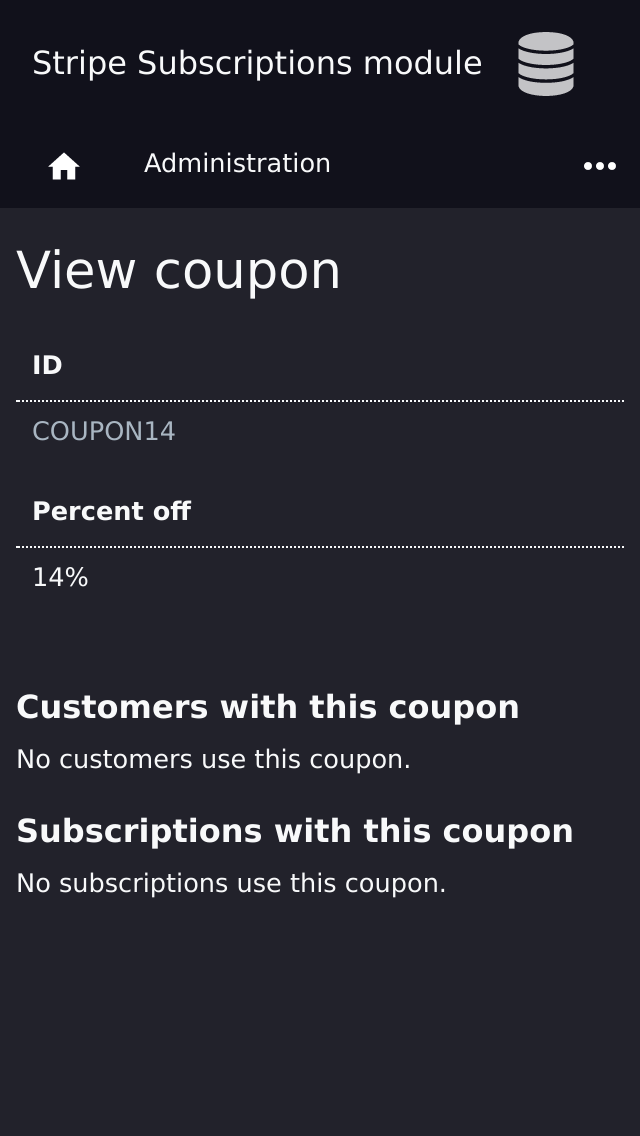 Stripe Subscriptions module
Administration
View coupon
ID
COUPON14
Percent off
14%
Customers with this coupon
No customers use this coupon.
Subscriptions with this coupon
No subscriptions use this coupon.